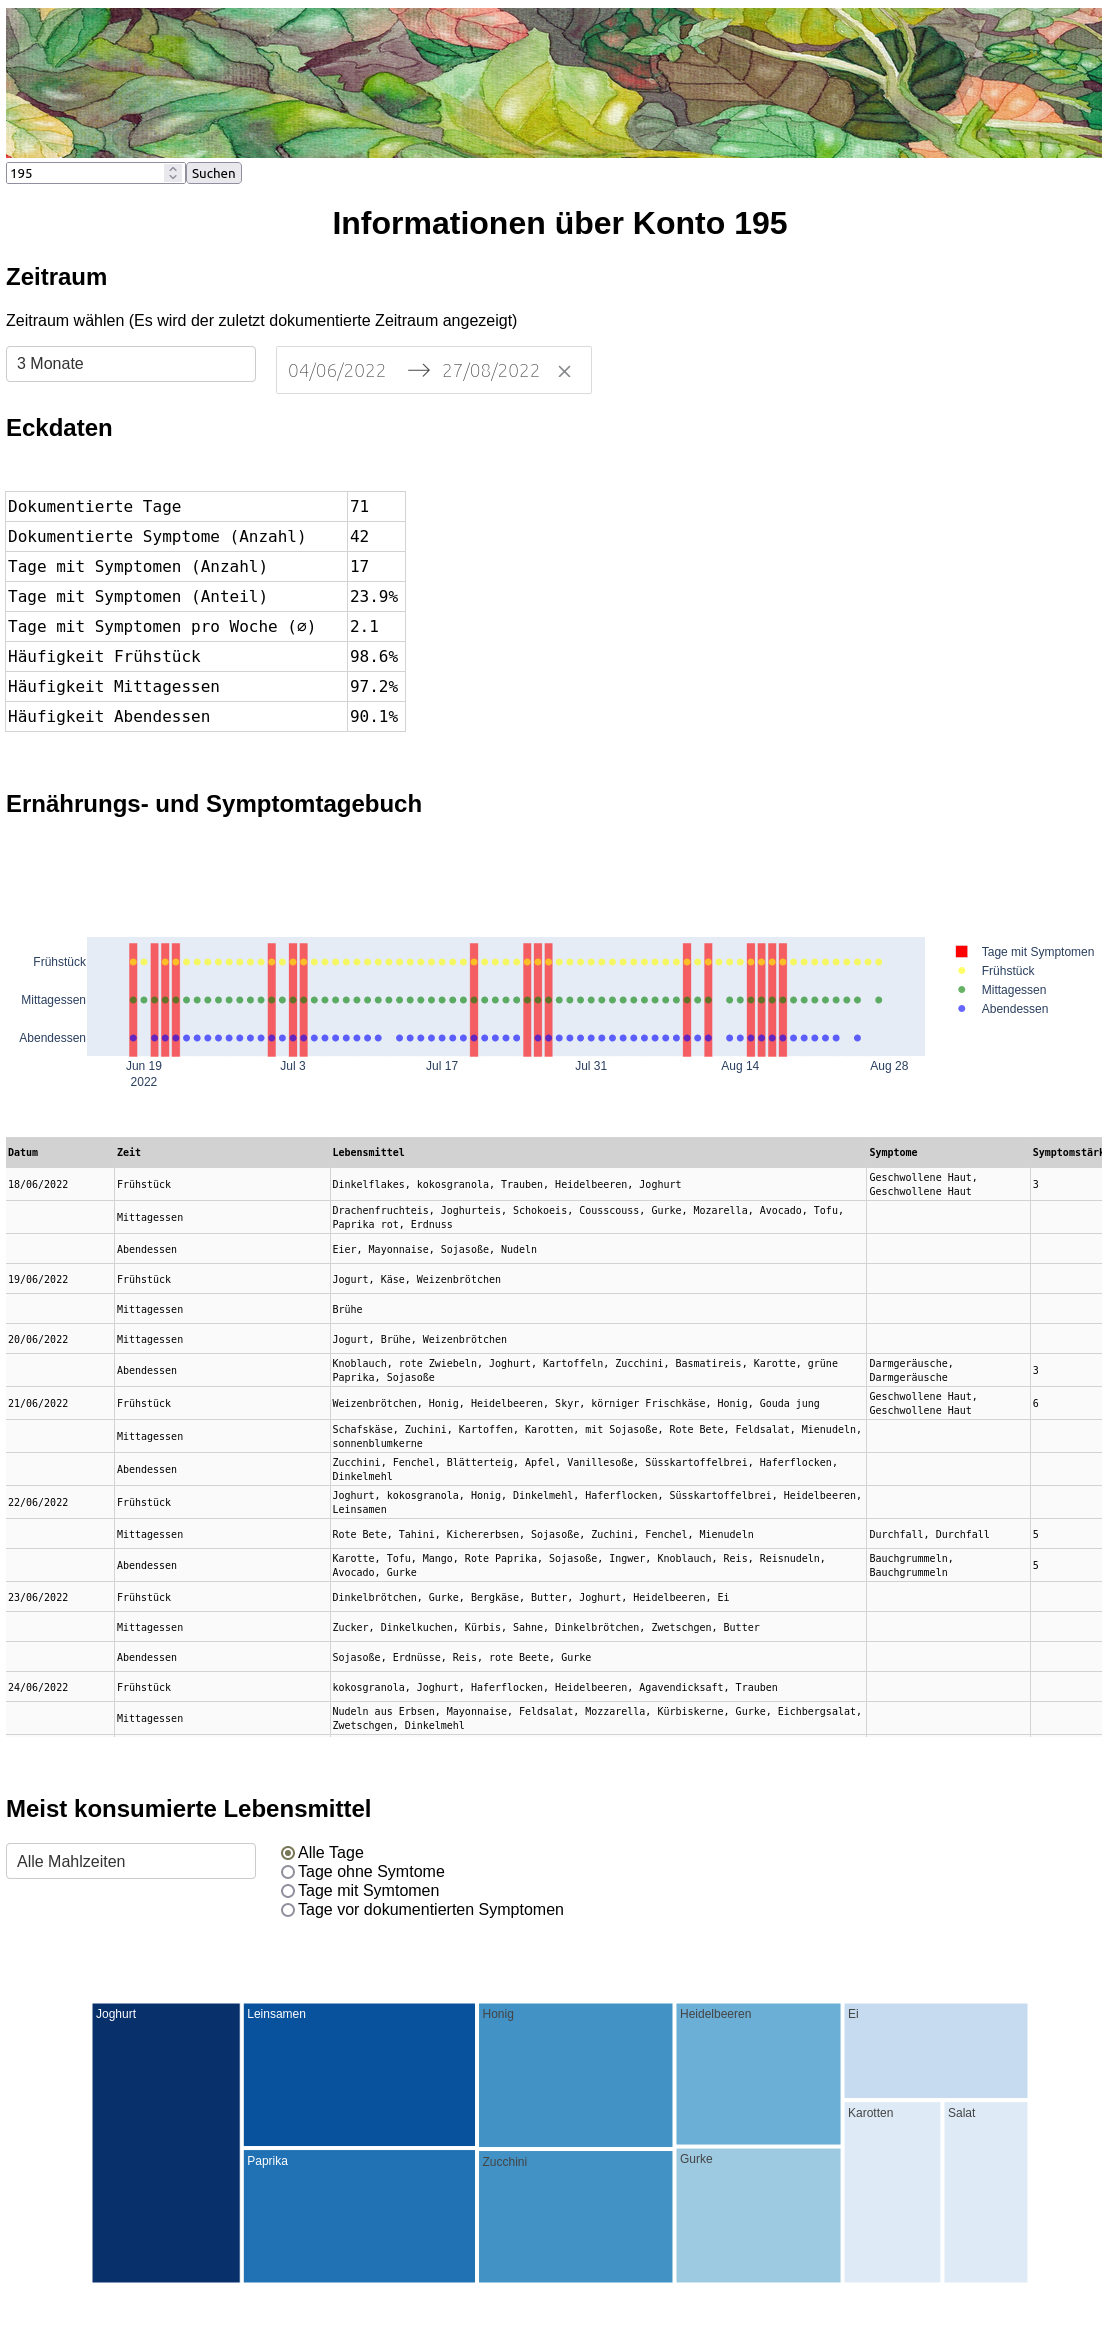 195 Suchen
Informationen über Konto 195
Zeitraum
Zeitraum wählen (Es wird der zuletzt dokumentierte Zeitraum angezeigt)
3 Monate 04/06/2022 → 27/08/2022 ×
Eckdaten
Dokumentierte Tage 71
Dokumentierte Symptome (Anzahl) 42
Tage mit Symptomen (Anzahl) 17
Tage mit Symptomen (Anteil) 23.9%
Tage mit Symptomen pro Woche (∅) 2.1
Häufigkeit Frühstück 98.6%
Häufigkeit Mittagessen 97.2%
Häufigkeit Abendessen 90.1%
Ernährungs- und Symptomtagebuch
Frühstück
Mittagessen
Abendessen
Jun 19 Jul 3 Jul 17 Jul 31 Aug 14 Aug 28
2022
Tage mit Symptomen
Frühstück
Mittagessen
Abendessen
Datum Zeit Lebensmittel Symptome Symptomstärk
18/06/2022 Frühstück Dinkelflakes, kokosgranola, Trauben, Heidelbeeren, Joghurt Geschwollene Haut, Geschwollene Haut 3
Mittagessen Drachenfruchteis, Joghurteis, Schokoeis, Cousscouss, Gurke, Mozarella, Avocado, Tofu,
Paprika rot, Erdnuss
Abendessen Eier, Mayonnaise, Sojasoße, Nudeln
19/06/2022 Frühstück Jogurt, Käse, Weizenbrötchen
Mittagessen Brühe
20/06/2022 Mittagessen Jogurt, Brühe, Weizenbrötchen
Abendessen Knoblauch, rote Zwiebeln, Joghurt, Kartoffeln, Zucchini, Basmatireis, Karotte, grüne
Paprika, Sojasoße Darmgeräusche, Darmgeräusche 3
21/06/2022 Frühstück Weizenbrötchen, Honig, Heidelbeeren, Skyr, körniger Frischkäse, Honig, Gouda jung Geschwollene Haut, Geschwollene Haut 6
Mittagessen Schafskäse, Zuchini, Kartoffen, Karotten, mit Sojasoße, Rote Bete, Feldsalat, Mienudeln,
sonnenblumkerne
Abendessen Zucchini, Fenchel, Blätterteig, Apfel, Vanillesoße, Süsskartoffelbrei, Haferflocken,
Dinkelmehl
22/06/2022 Frühstück Joghurt, kokosgranola, Honig, Dinkelmehl, Haferflocken, Süsskartoffelbrei, Heidelbeeren,
Leinsamen
Mittagessen Rote Bete, Tahini, Kichererbsen, Sojasoße, Zuchini, Fenchel, Mienudeln Durchfall, Durchfall 5
Abendessen Karotte, Tofu, Mango, Rote Paprika, Sojasoße, Ingwer, Knoblauch, Reis, Reisnudeln,
Avocado, Gurke Bauchgrummeln, Bauchgrummeln 5
23/06/2022 Frühstück Dinkelbrötchen, Gurke, Bergkäse, Butter, Joghurt, Heidelbeeren, Ei
Mittagessen Zucker, Dinkelkuchen, Kürbis, Sahne, Dinkelbrötchen, Zwetschgen, Butter
Abendessen Sojasoße, Erdnüsse, Reis, rote Beete, Gurke
24/06/2022 Frühstück kokosgranola, Joghurt, Haferflocken, Heidelbeeren, Agavendicksaft, Trauben
Mittagessen Nudeln aus Erbsen, Mayonnaise, Feldsalat, Mozzarella, Kürbiskerne, Gurke, Eichbergsalat,
Zwetschgen, Dinkelmehl
Meist konsumierte Lebensmittel
Alle Mahlzeiten
Alle Tage
Tage ohne Symtome
Tage mit Symtomen
Tage vor dokumentierten Symptomen
Joghurt Leinsamen Honig Heidelbeeren Ei
Karotten Salat
Paprika Zucchini Gurke